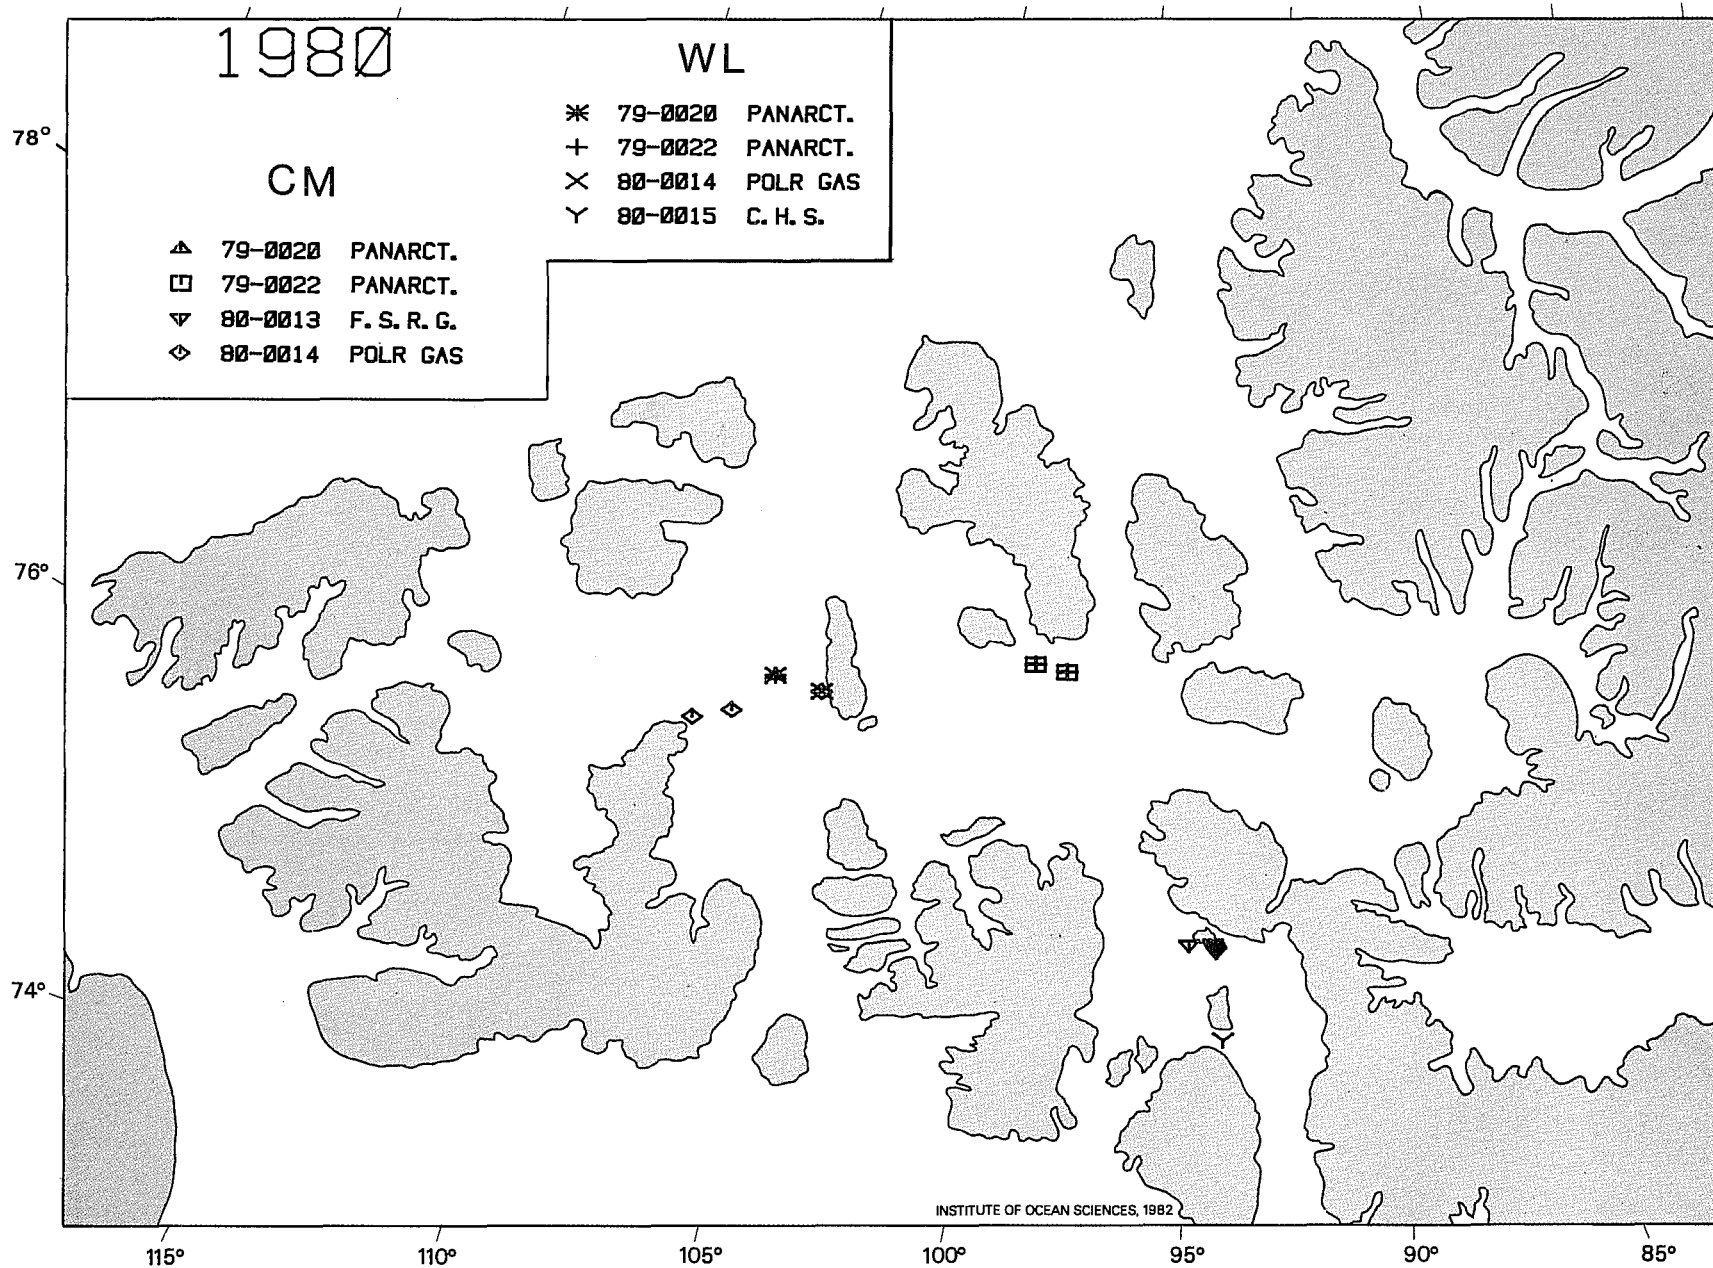 1980
WL
79-0020 PANARCT.
79-0022 PANARCT.
80-0014 POLR GAS
80-0015 C.H.S.
CM
79-0020 PANARCT.
79-0022 PANARCT.
80-0013 F.S.R.G.
80-0014 POLR GAS
78°
76°
74°
INSTITUTE OF OCEAN SCIENCES, 1982
115° 110° 105° 100° 95° 90° 85°